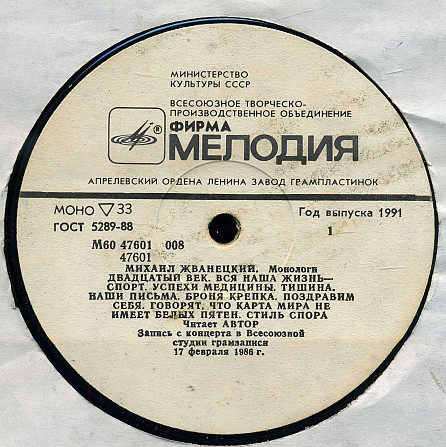 МИНИСТЕРСТВО
КУЛЬТУРЫ СССР
ВСЕСОЮЗНОЕ ТВОРЧЕСКО-
ПРОИЗВОДСТВЕННОЕ ОБЪЕДИНЕНИЕ
ФИРМА
® МЕЛОДИЯ
АПРЕЛЕВСКИЙ ОРДЕНА ЛЕНИНА ЗАВОД ГРАМПЛАСТИНОК
МОНО ▽ 33
Год выпуска 1991
ГОСТ 5289-88
1
М60 47601 008
47601
МИХАИЛ ЖВАНЕЦКИЙ. Монологи
ДВАДЦАТЫЙ ВЕК. ВСЯ НАША ЖИЗНЬ—
СПОРТ. УСПЕХИ МЕДИЦИНЫ. ТИШИНА.
НАШИ ПИСЬМА. БРОНЯ КРЕПКА. ПОЗДРАВИМ
СЕБЯ. ГОВОРЯТ, ЧТО КАРТА МИРА НЕ
ИМЕЕТ БЕЛЫХ ПЯТЕН. СТИЛЬ СПОРА
Читает АВТОР
Запись с концерта в Всесоюзной
студии грамзаписи
17 февраля 1986 г.